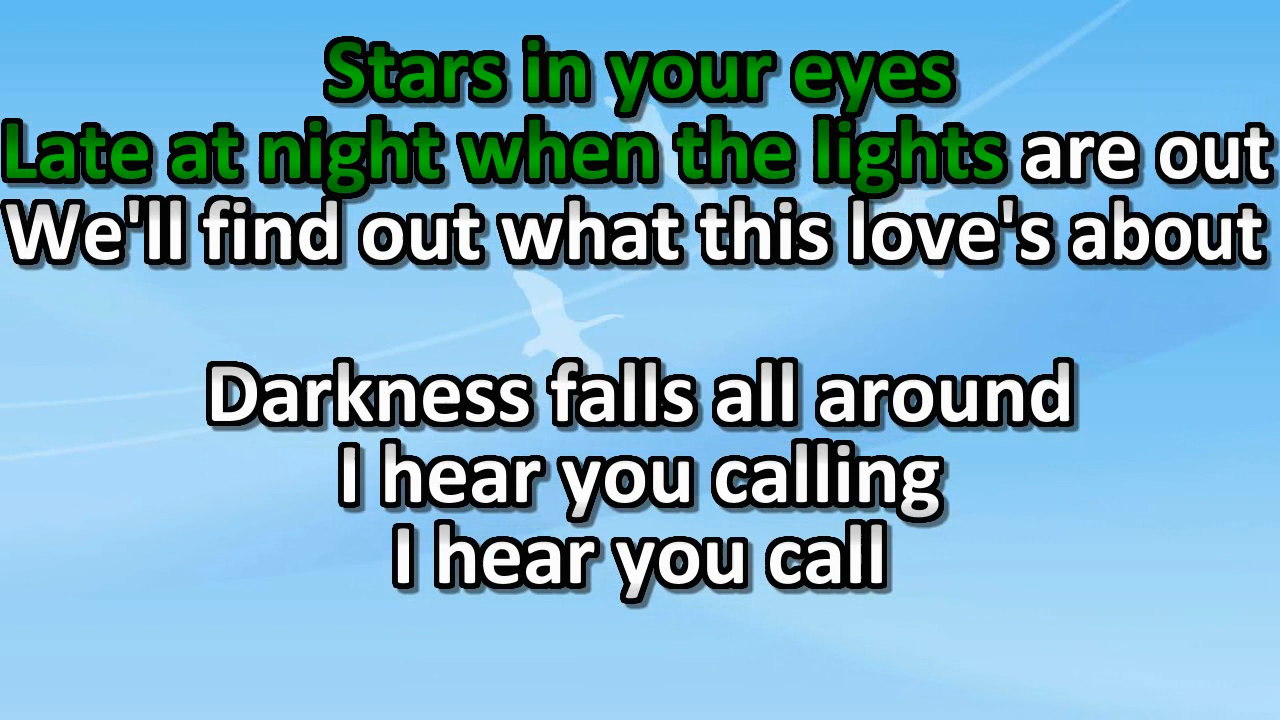 Stars in your eyes
Late at night when the lights are out
We'll find out what this love's about
Darkness falls all around
I hear you calling
I hear you call